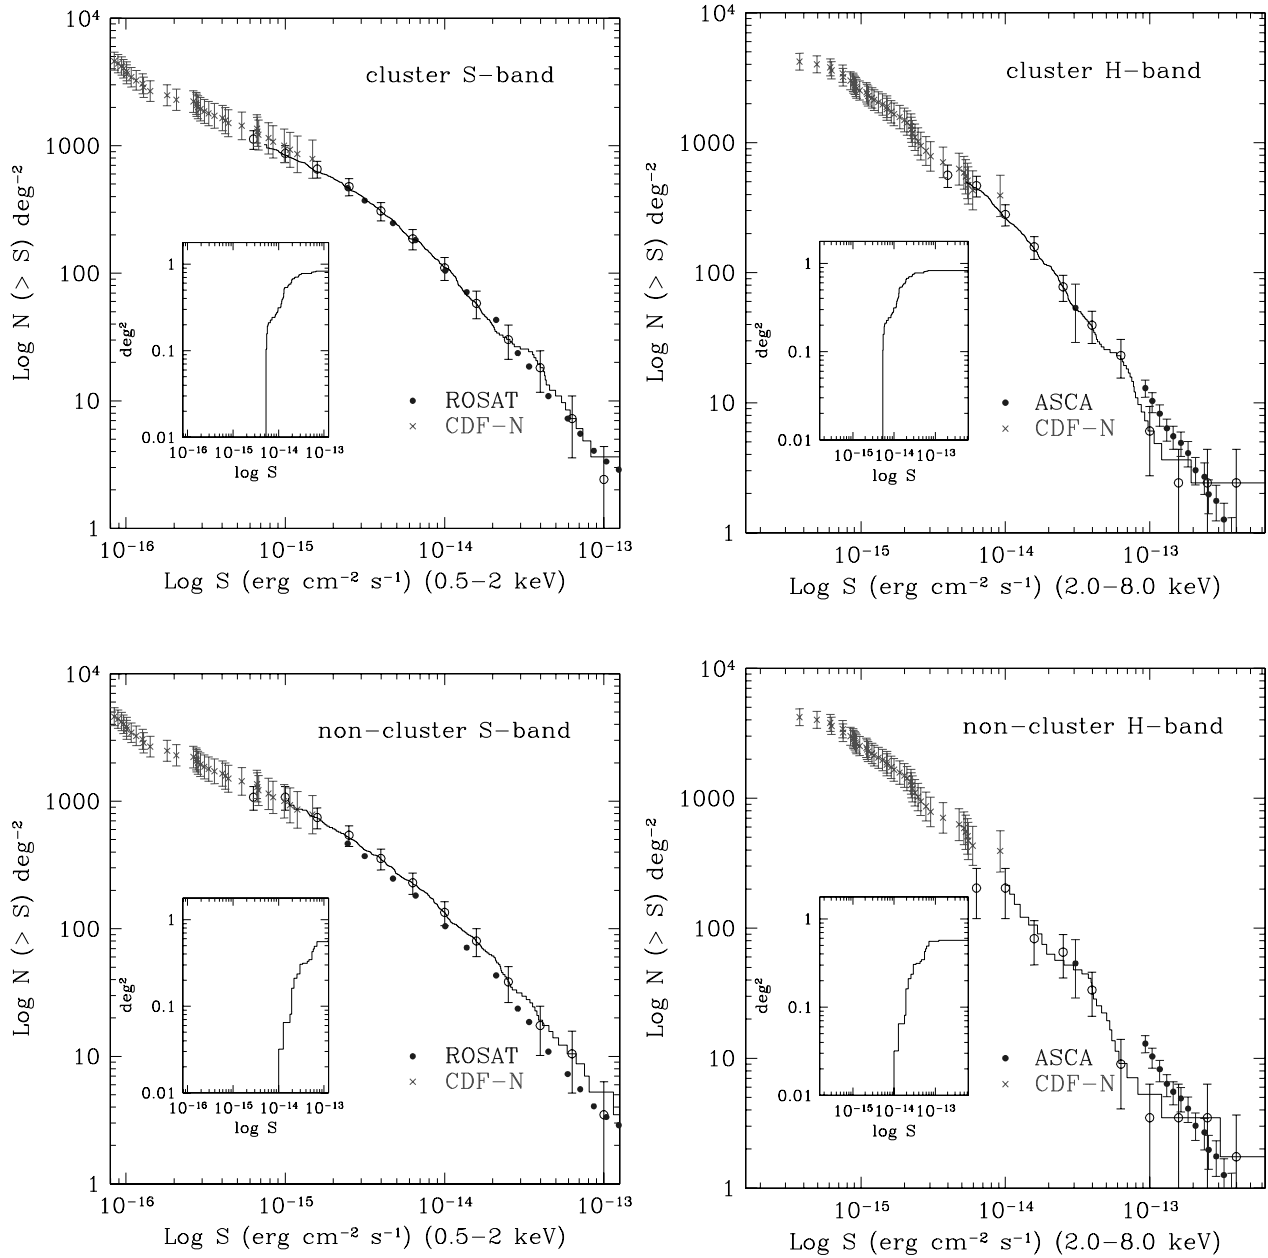 cluster S−band
10⁴
1000
100
10
1
Log N (> S) deg⁻²
1
0.1
0.01
deg²
10⁻¹⁶ 10⁻¹⁵ 10⁻¹⁴ 10⁻¹³
log S
ROSAT
CDF−N
10⁻¹⁶ 10⁻¹⁵ 10⁻¹⁴ 10⁻¹³
Log S (erg cm⁻² s⁻¹) (0.5−2 keV)
cluster H−band
10⁴
1000
100
10
1
Log N (> S) deg⁻²
1
0.1
0.01
deg²
10⁻¹⁵ 10⁻¹⁴ 10⁻¹³
log S
ASCA
CDF−N
10⁻¹⁵ 10⁻¹⁴ 10⁻¹³
Log S (erg cm⁻² s⁻¹) (2.0−8.0 keV)
non−cluster S−band
10⁴
1000
100
10
1
Log N (> S) deg⁻²
1
0.1
0.01
deg²
10⁻¹⁶ 10⁻¹⁵ 10⁻¹⁴ 10⁻¹³
log S
ROSAT
CDF−N
10⁻¹⁶ 10⁻¹⁵ 10⁻¹⁴ 10⁻¹³
Log S (erg cm⁻² s⁻¹) (0.5−2 keV)
non−cluster H−band
10⁴
1000
100
10
1
Log N (> S) deg⁻²
1
0.1
0.01
deg²
10⁻¹⁵ 10⁻¹⁴ 10⁻¹³
log S
ASCA
CDF−N
10⁻¹⁵ 10⁻¹⁴ 10⁻¹³
Log S (erg cm⁻² s⁻¹) (2.0−8.0 keV)